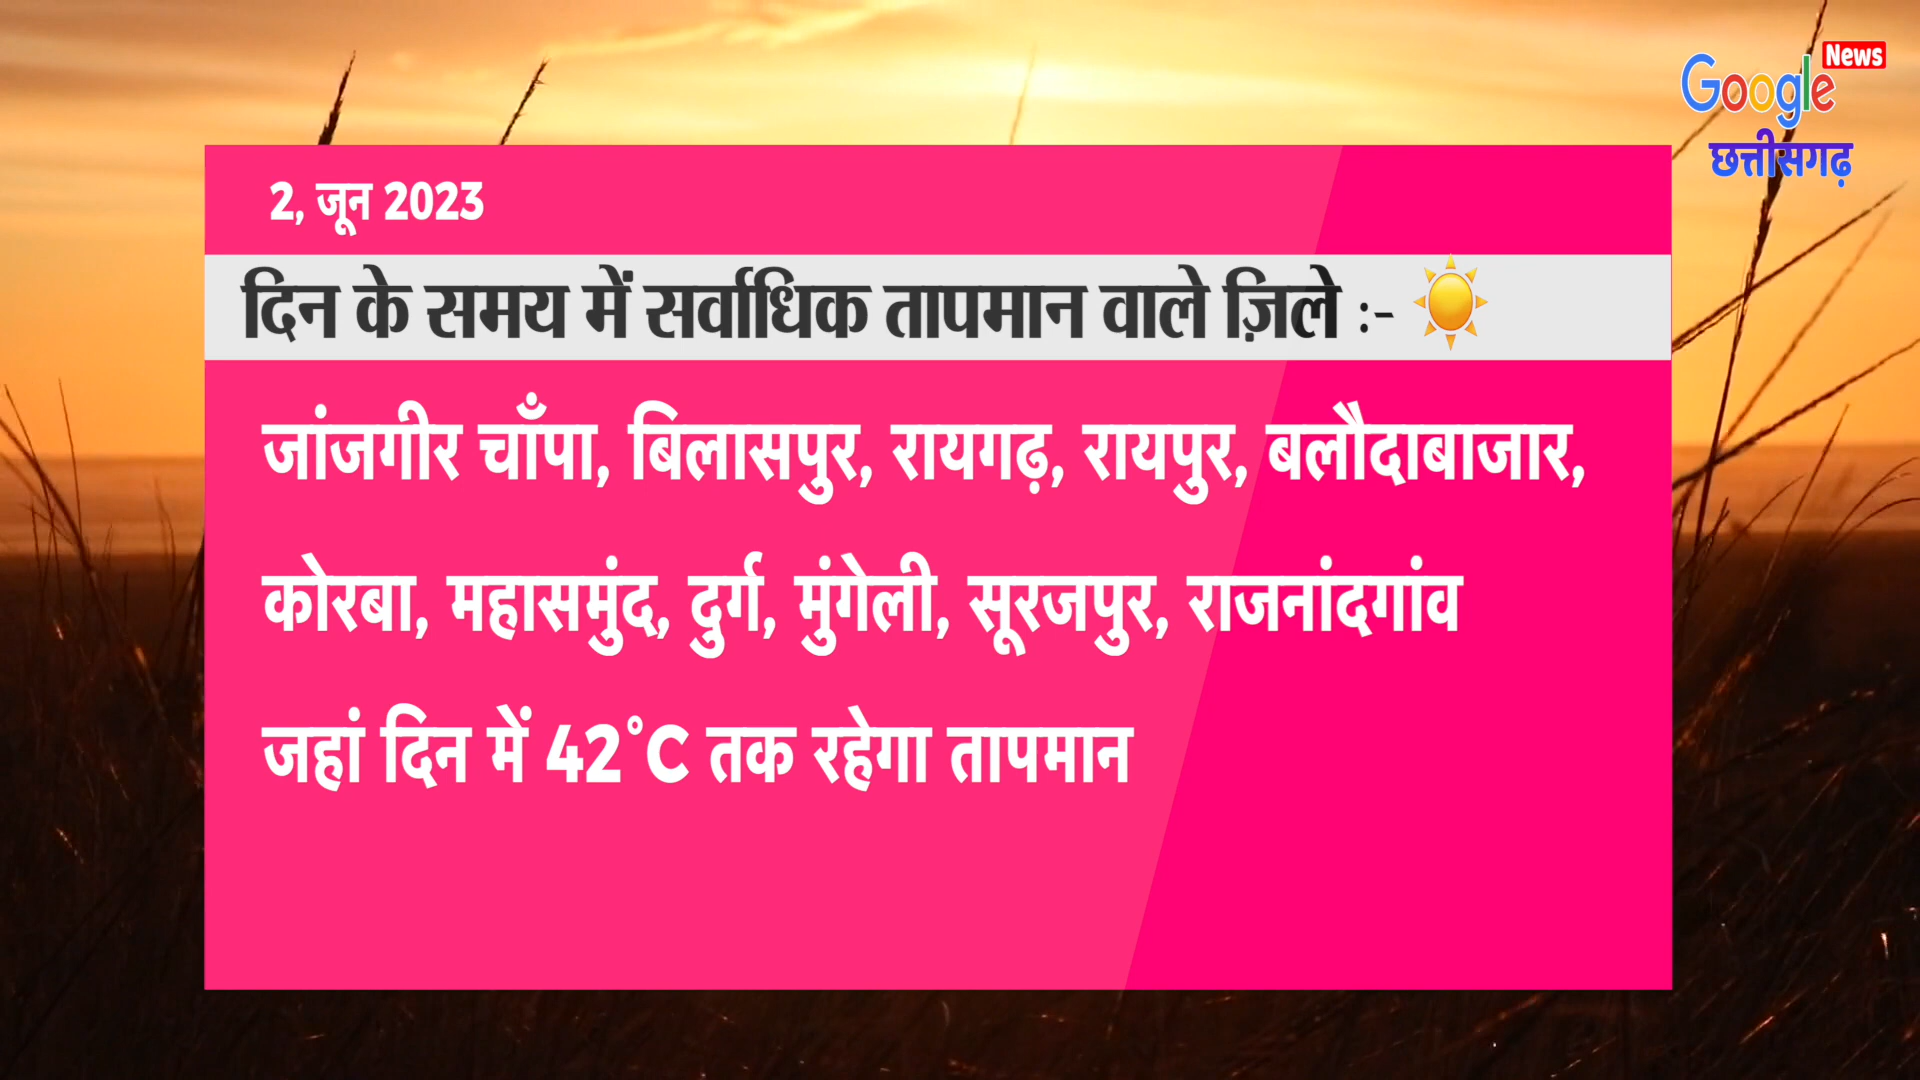 Google News
छत्तीसगढ़
2, जून 2023
दिन के समय में सर्वाधिक तापमान वाले ज़िले :-
जांजगीर चाँपा, बिलासपुर, रायगढ़, रायपुर, बलौदाबाजार,
कोरबा, महासमुंद, दुर्ग, मुंगेली, सूरजपुर, राजनांदगांव
जहां दिन में 42°C तक रहेगा तापमान